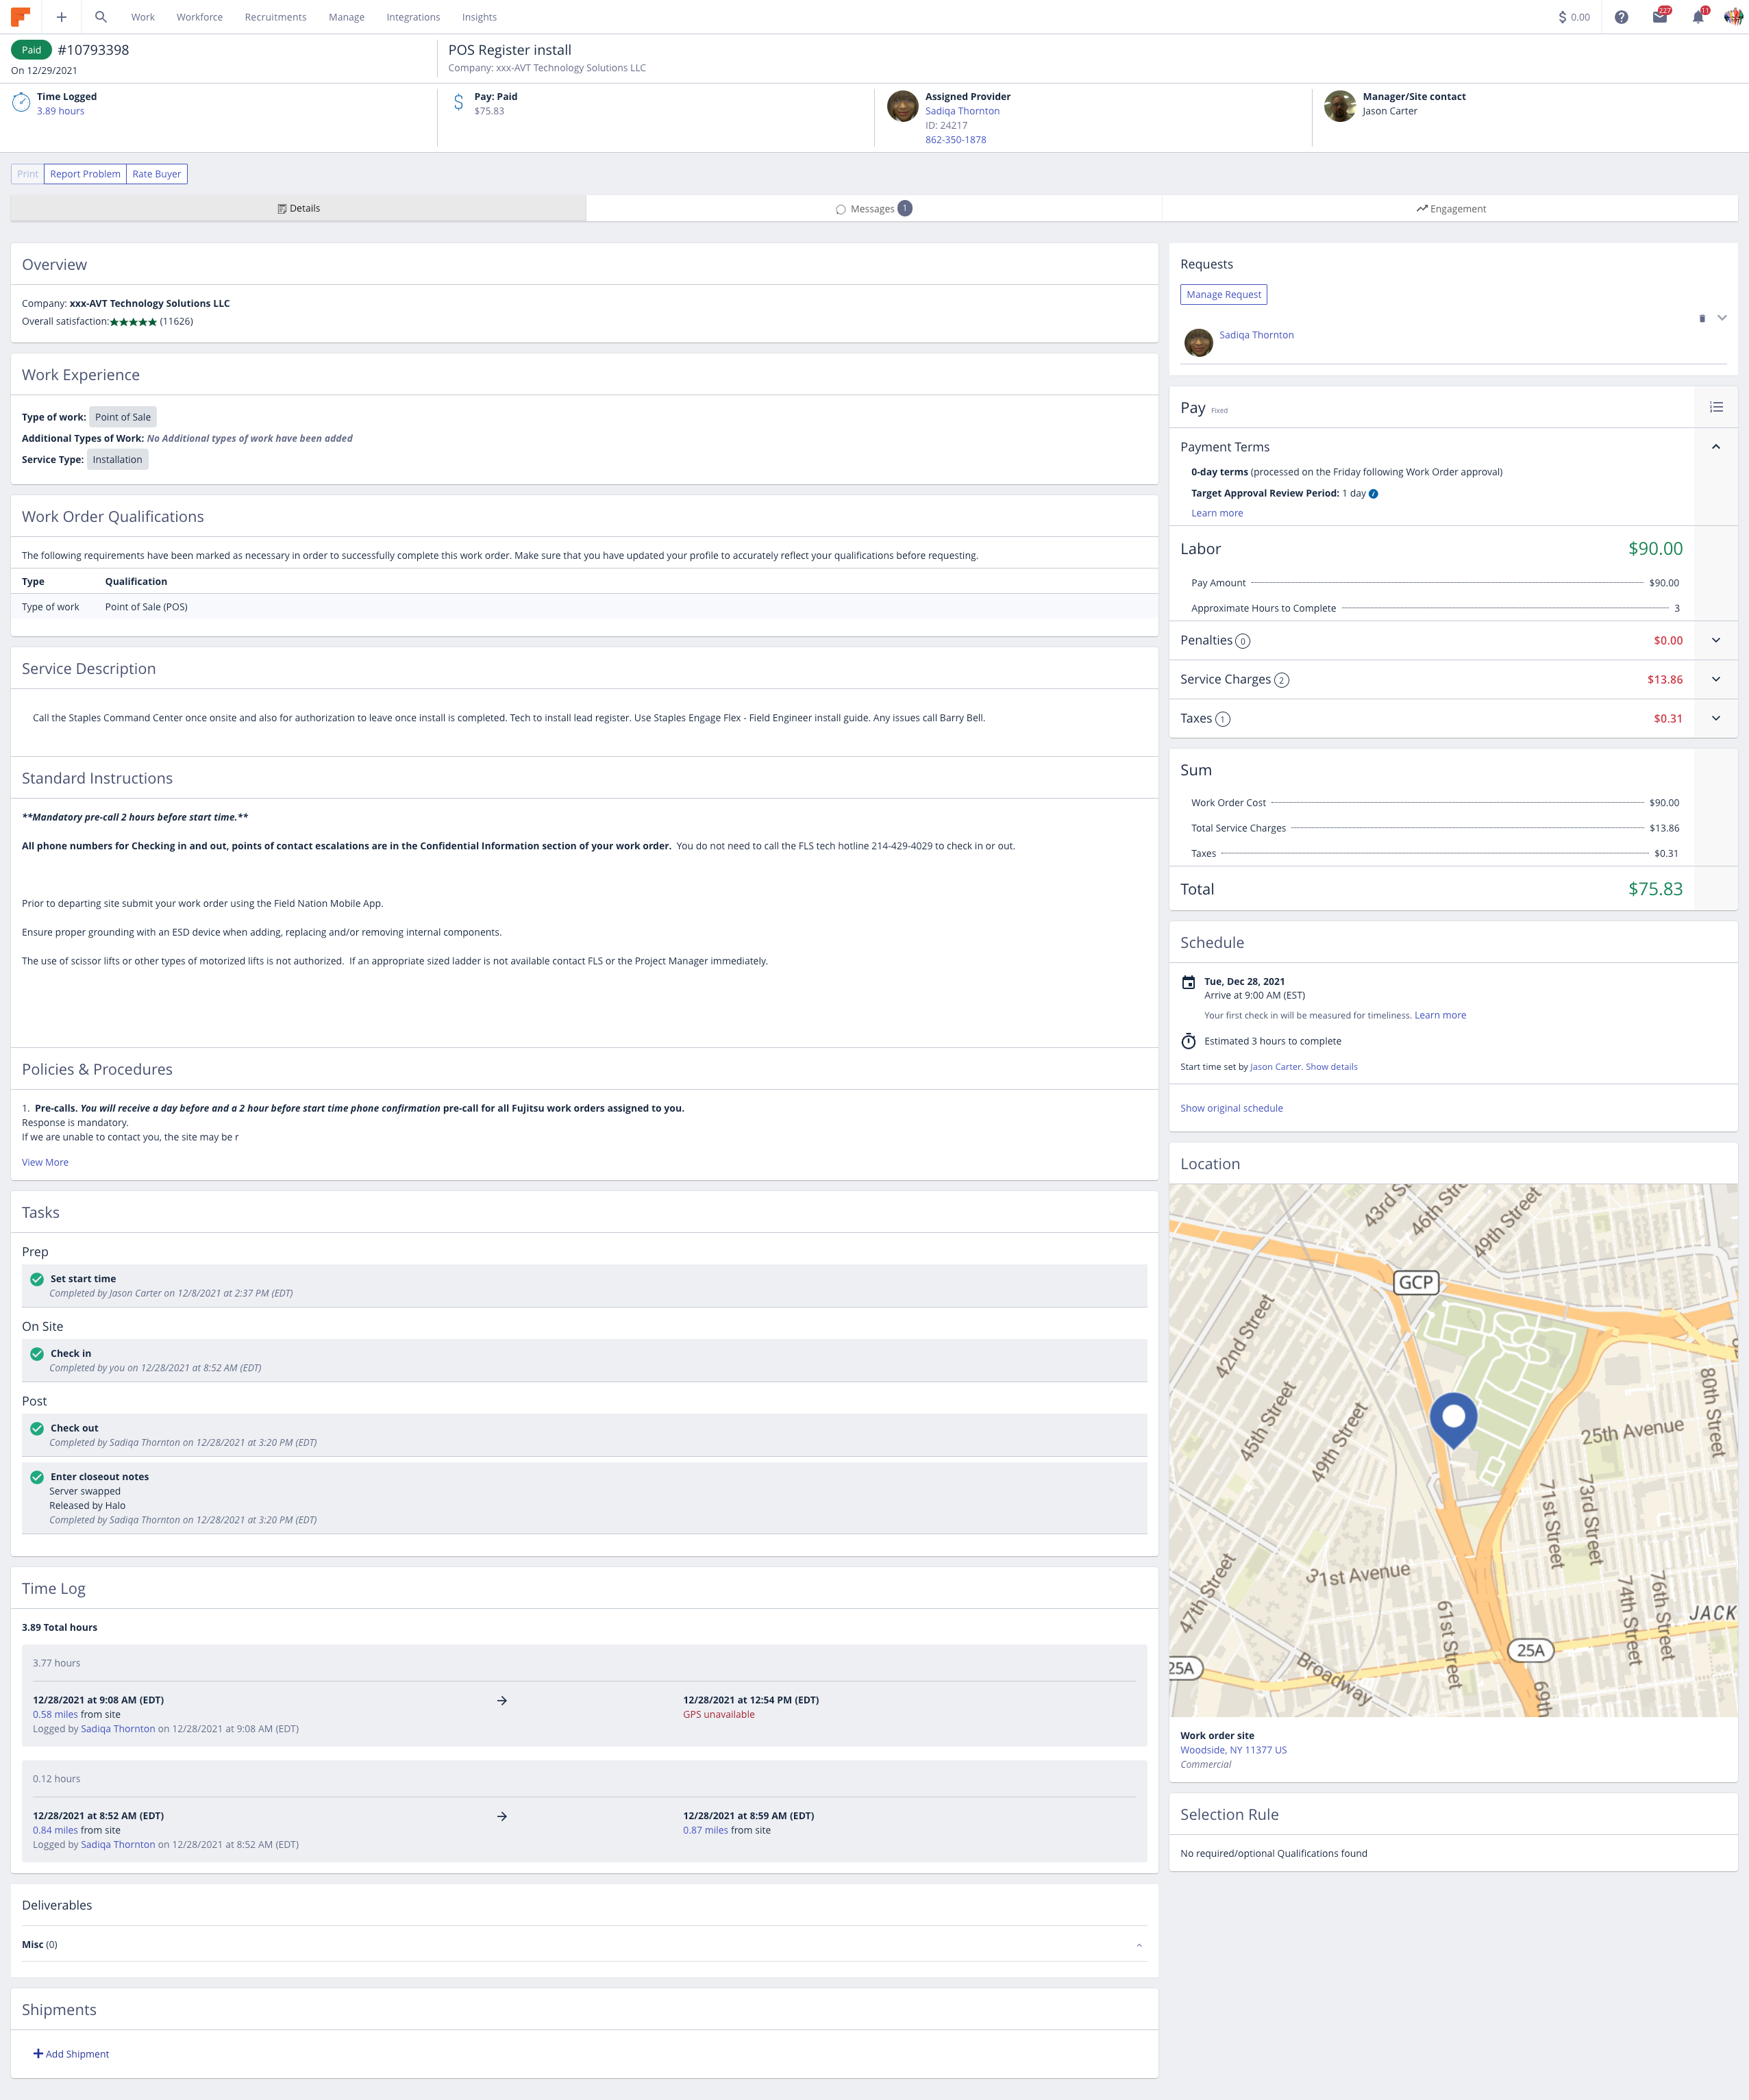 Work Workforce Recruitments Manage Integrations Insights $ 0.00 227 11
Paid #10793398
On 12/29/2021
POS Register install
Company: xxx-AVT Technology Solutions LLC
Time Logged
3.89 hours
Pay: Paid
$75.83
Assigned Provider
Sadiqa Thornton
ID: 24217
862-350-1878
Manager/Site contact
Jason Carter
Print Report Problem Rate Buyer
Details Messages 1 Engagement
Overview
Company: xxx-AVT Technology Solutions LLC
Overall satisfaction:★★★★★ (11626)
Work Experience
Type of work: Point of Sale
Additional Types of Work: No Additional types of work have been added
Service Type: Installation
Work Order Qualifications
The following requirements have been marked as necessary in order to successfully complete this work order. Make sure that you have updated your profile to accurately reflect your qualifications before requesting.
Type Qualification
Type of work Point of Sale (POS)
Service Description
Call the Staples Command Center once onsite and also for authorization to leave once install is completed. Tech to install lead register. Use Staples Engage Flex - Field Engineer install guide. Any issues call Barry Bell.
Standard Instructions
**Mandatory pre-call 2 hours before start time.**
All phone numbers for Checking in and out, points of contact escalations are in the Confidential Information section of your work order. You do not need to call the FLS tech hotline 214-429-4029 to check in or out.
Prior to departing site submit your work order using the Field Nation Mobile App.
Ensure proper grounding with an ESD device when adding, replacing and/or removing internal components.
The use of scissor lifts or other types of motorized lifts is not authorized. If an appropriate sized ladder is not available contact FLS or the Project Manager immediately.
Policies & Procedures
1. Pre-calls. You will receive a day before and a 2 hour before start time phone confirmation pre-call for all Fujitsu work orders assigned to you.
Response is mandatory.
If we are unable to contact you, the site may be r
View More
Tasks
Prep
Set start time
Completed by Jason Carter on 12/8/2021 at 2:37 PM (EDT)
On Site
Check in
Completed by you on 12/28/2021 at 8:52 AM (EDT)
Post
Check out
Completed by Sadiqa Thornton on 12/28/2021 at 3:20 PM (EDT)
Enter closeout notes
Server swapped
Released by Halo
Completed by Sadiqa Thornton on 12/28/2021 at 3:20 PM (EDT)
Time Log
3.89 Total hours
3.77 hours
12/28/2021 at 9:08 AM (EDT) → 12/28/2021 at 12:54 PM (EDT)
0.58 miles from site GPS unavailable
Logged by Sadiqa Thornton on 12/28/2021 at 9:08 AM (EDT)
0.12 hours
12/28/2021 at 8:52 AM (EDT) → 12/28/2021 at 8:59 AM (EDT)
0.84 miles from site 0.87 miles from site
Logged by Sadiqa Thornton on 12/28/2021 at 8:52 AM (EDT)
Deliverables
Misc (0)
Shipments
+ Add Shipment
Requests
Manage Request
Sadiqa Thornton
Pay Fixed
Payment Terms
0-day terms (processed on the Friday following Work Order approval)
Target Approval Review Period: 1 day
Learn more
Labor $90.00
Pay Amount $90.00
Approximate Hours to Complete 3
Penalties 0 $0.00
Service Charges 2 $13.86
Taxes 1 $0.31
Sum
Work Order Cost $90.00
Total Service Charges $13.86
Taxes $0.31
Total $75.83
Schedule
Tue, Dec 28, 2021
Arrive at 9:00 AM (EST)
Your first check in will be measured for timeliness. Learn more
Estimated 3 hours to complete
Start time set by Jason Carter. Show details
Show original schedule
Location
43rd S
46th Stre
49th Street
GCP
42nd Street
80th Street
45th Street
49th Street
25th Avenue
71st Street
73rd Street
31st Avenue
47th Street
61st Street
74th Street
76th Street
JACK
25A
25A
Broadway
69th
Work order site
Woodside, NY 11377 US
Commercial
Selection Rule
No required/optional Qualifications found